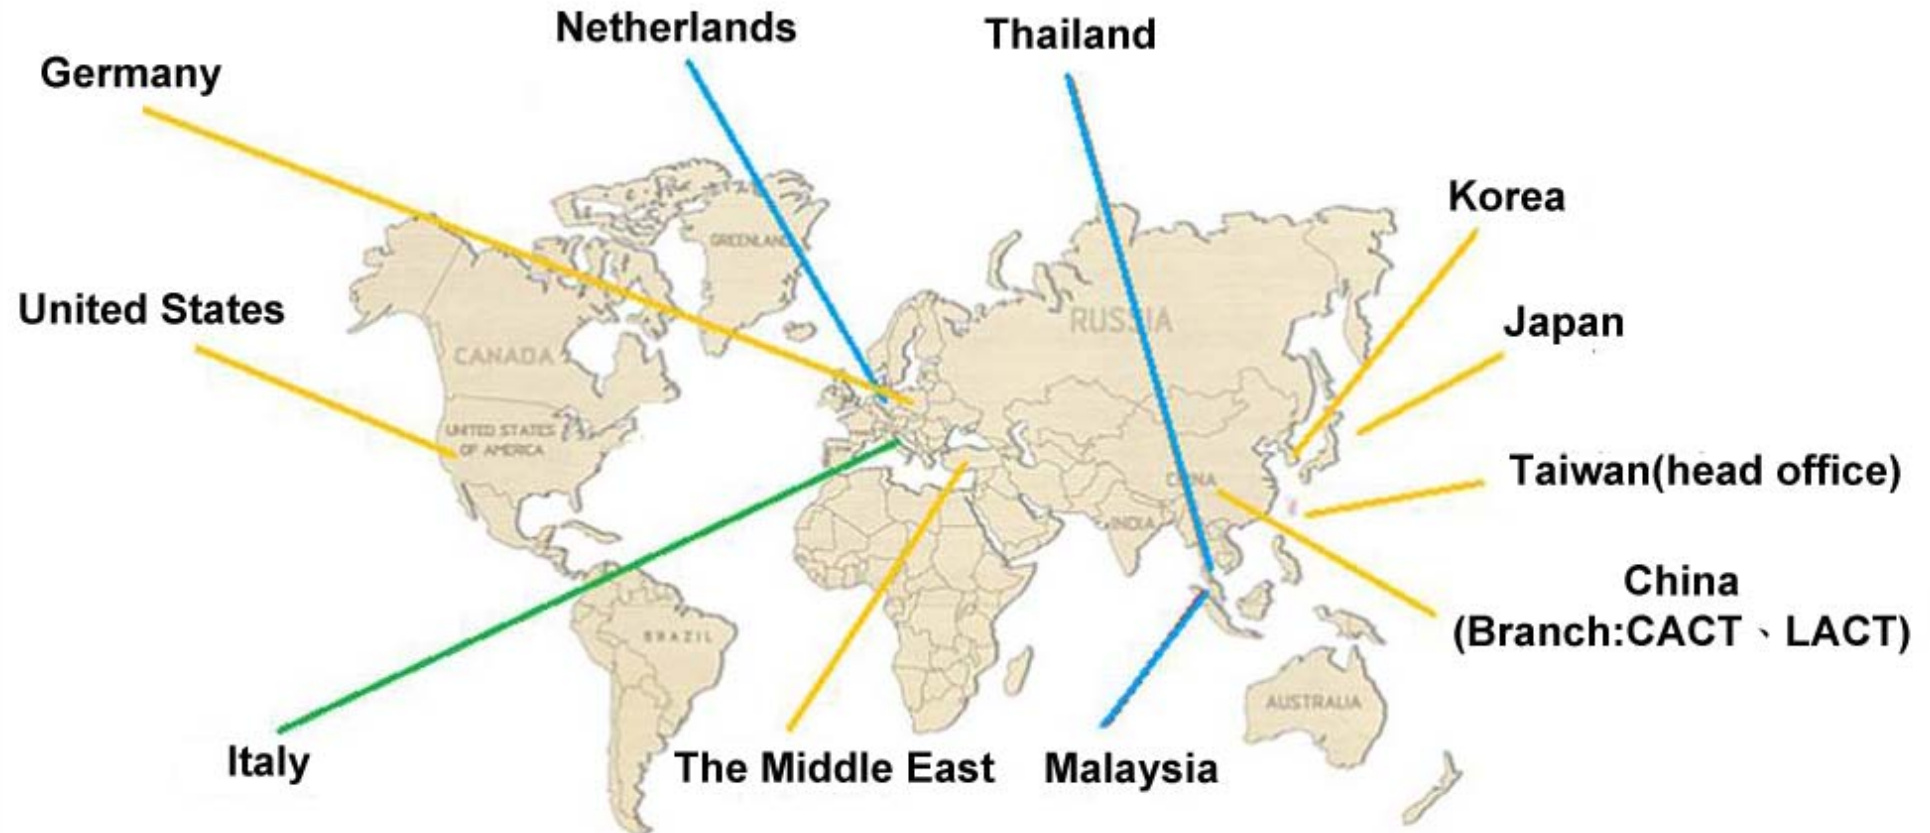 Netherlands
Thailand
Germany
Korea
GREENLAND
United States
RUSSIA
Japan
CANADA
UNITED STATES
OF AMERICA
CHINA
Taiwan(head office)
INDIA
China
(Branch:CACT、LACT)
BRAZIL
AUSTRALIA
Italy
The Middle East
Malaysia